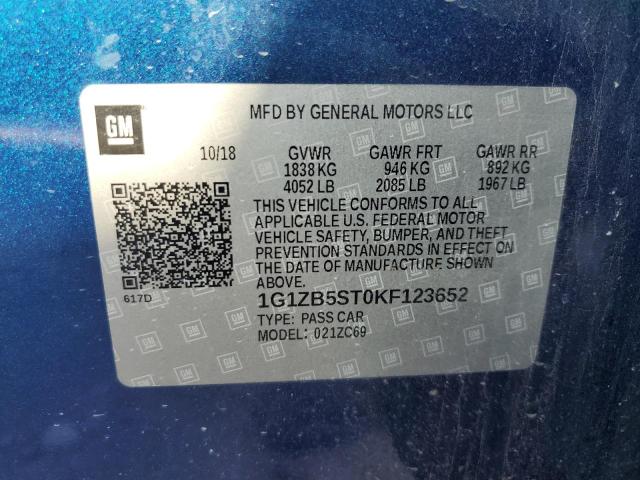 GM
MFD BY GENERAL MOTORS LLC
10/18 GVWR GAWR FRT GAWR RR
1838 KG 946 KG 892 KG
4052 LB 2085 LB 1967 LB
THIS VEHICLE CONFORMS TO ALL
APPLICABLE U.S. FEDERAL MOTOR
VEHICLE SAFETY, BUMPER, AND THEFT
PREVENTION STANDARDS IN EFFECT ON
THE DATE OF MANUFACTURE SHOWN ABOVE.
617D
1G1ZB5ST0KF123652
TYPE: PASS CAR
MODEL: 021ZC69